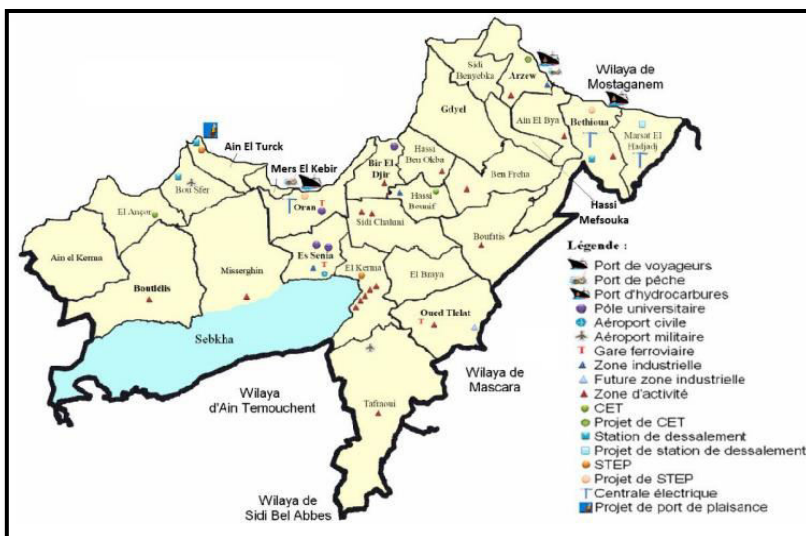 Sidi
Benyebka
Arzew
Wilaya de
Mostaganem
Gdyel
Ain El Bya
Bethioua
Marsat El
Hadjadj
Ain El Turck
Mers El Kebir
Bir El
Djir
Hassi
Ben Okba
Ben Freha
Bou Sfer
Oran
Hassi
Bounif
Hassi
Mefsouka
El Ançor
Sidi Chahmi
Boufatis
Ain el Kerma
Boutlélis
Misserghin
Es Senia
El Kerma
El Braya
Oued Tlelat
Sebkha
Wilaya
d'Ain Temouchent
Wilaya de
Mascara
Tafraoui
Wilaya de
Sidi Bel Abbes
Légende :
Port de voyageurs
Port de pêche
Port d'hydrocarbures
Pôle universitaire
Aéroport civile
Aéroport militaire
T Gare ferroviaire
Zone industrielle
Future zone industrielle
Zone d'activité
CET
Projet de CET
Station de dessalement
Projet de station de dessalement
STEP
Projet de STEP
Centrale électrique
Projet de port de plaisance